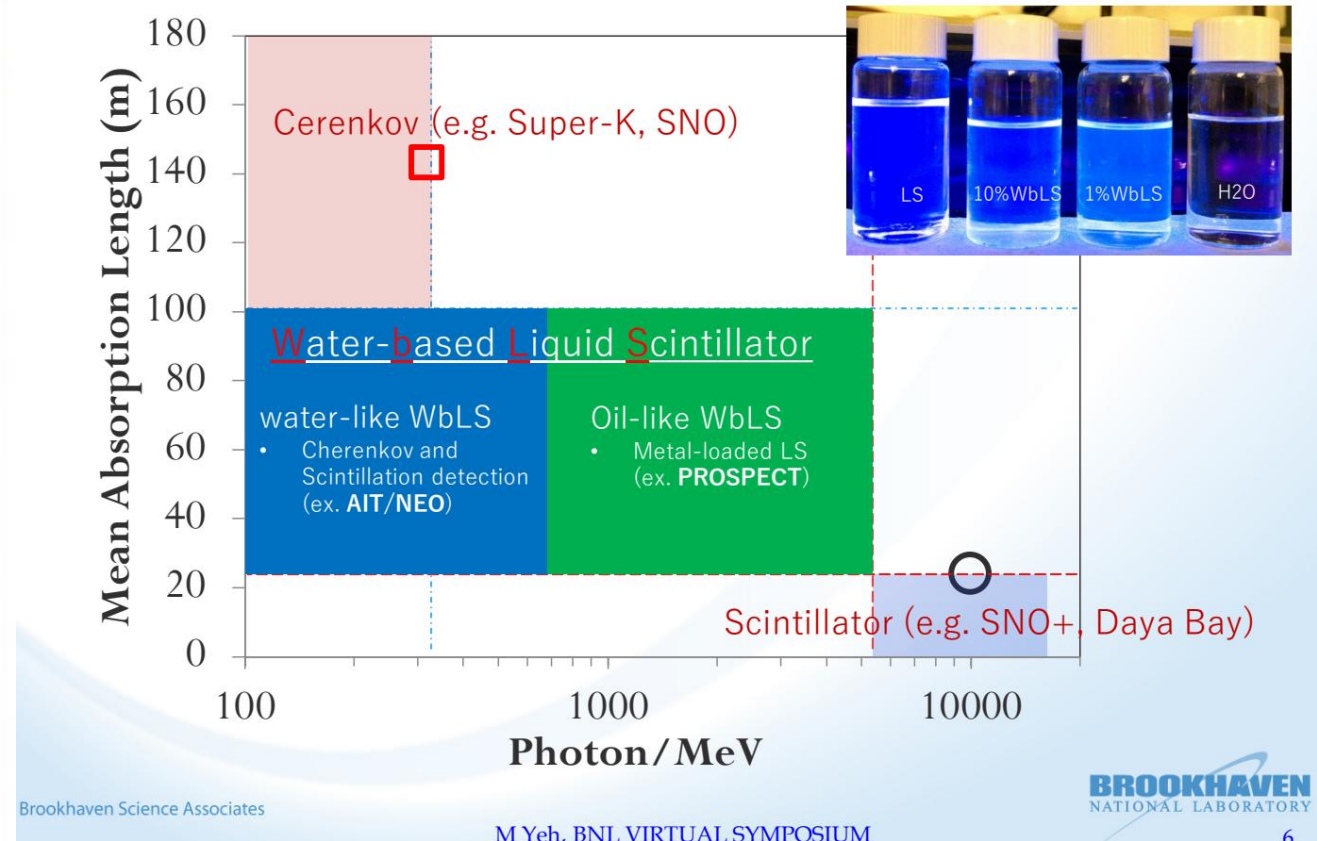 180
160
140
120
100
80
60
40
20
0
Mean Absorption Length (m)
Cerenkov (e.g. Super-K, SNO)
LS
10%WbLS
1%WbLS
H2O
Water-based Liquid Scintillator
water-like WbLS
• Cherenkov and
Scintillation detection
(ex. AIT/NEO)
Oil-like WbLS
• Metal-loaded LS
(ex. PROSPECT)
Scintillator (e.g. SNO+, Daya Bay)
100
1000
10000
Photon/MeV
Brookhaven Science Associates
BROOKHAVEN
NATIONAL LABORATORY
M Yeh, BNL VIRTUAL SYMPOSIUM
6